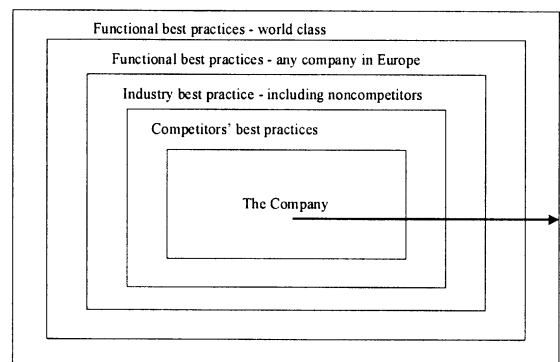 Functional best practices - world class
Functional best practices - any company in Europe
Industry best practice - including noncompetitors
Competitors' best practices
The Company